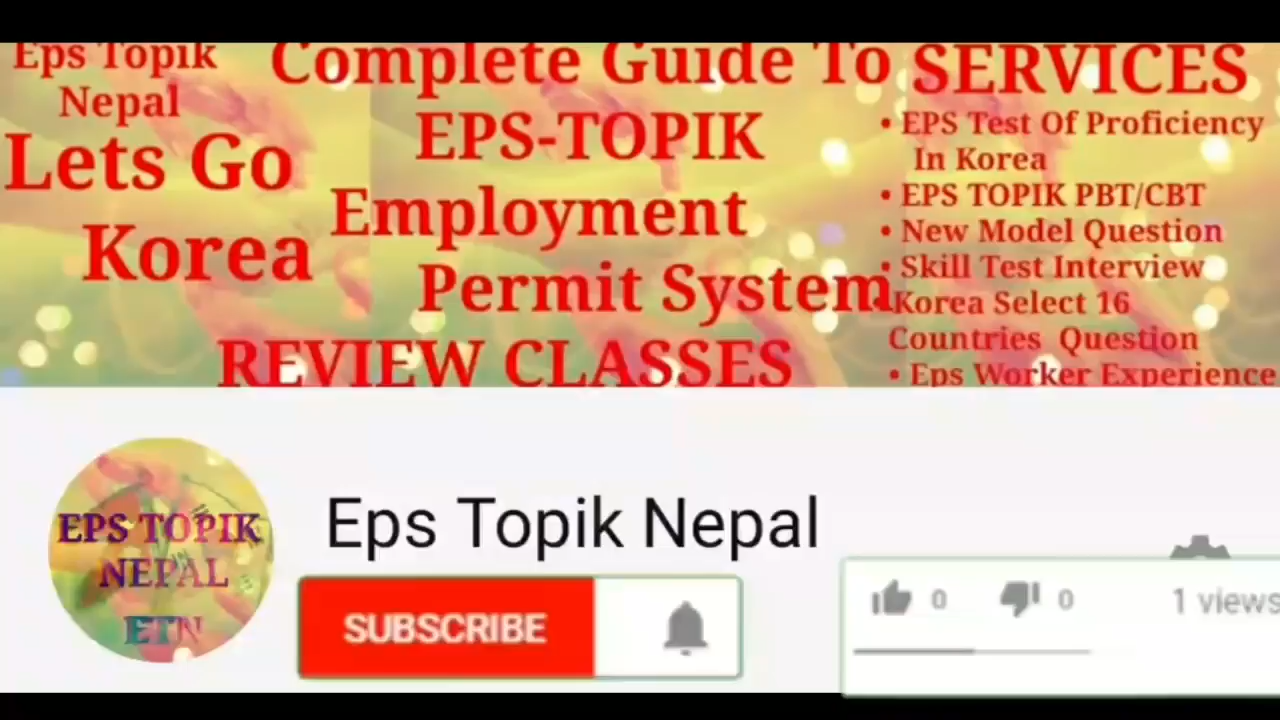 Eps Topik
Nepal
Lets Go
Korea
Complete Guide To
EPS-TOPIK
Employment
Permit System
REVIEW CLASSES
SERVICES
• EPS Test Of Proficiency
In Korea
• EPS TOPIK PBT/CBT
• New Model Question
• Skill Test Interview
• Korea Select 16
Countries Question
• Eps Worker Experience
EPS TOPIK
NEPAL
ETN
Eps Topik Nepal
SUBSCRIBE
0
0
1 views